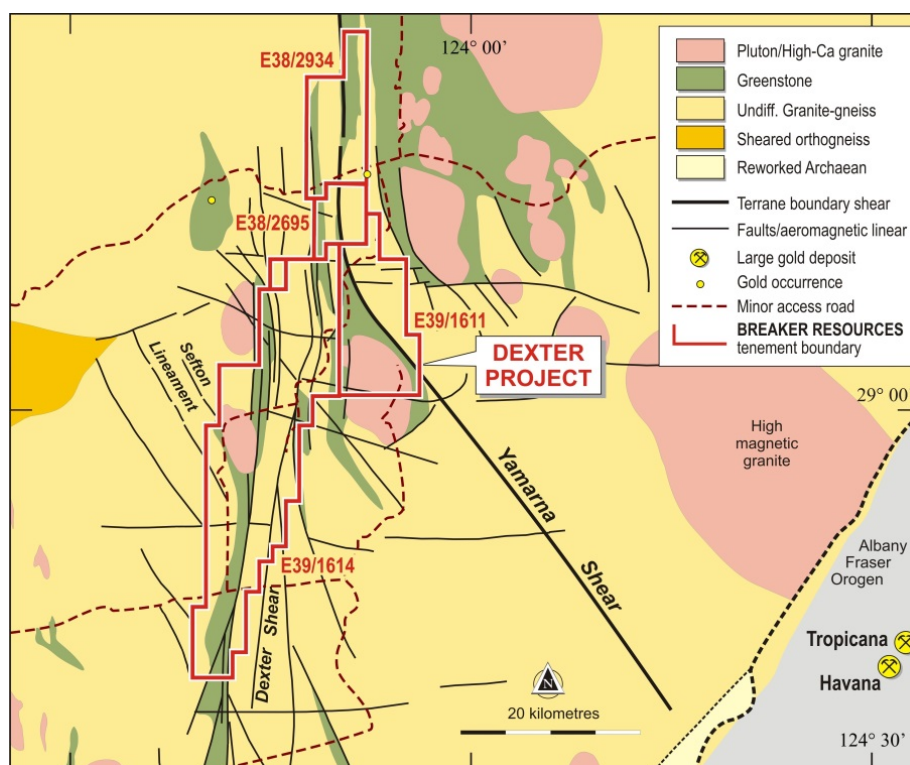 124° 00'
E38/2934
Pluton/High-Ca granite
Greenstone
Undiff. Granite-gneiss
Sheared orthogneiss
Reworked Archaean
Terrane boundary shear
Faults/aeromagnetic linear
Large gold deposit
Gold occurrence
Minor access road
BREAKER RESOURCES
tenement boundary
E38/2695
E39/1611
DEXTER
PROJECT
Sefton
Lineament
29° 00'
High
magnetic
granite
Yamarna
Shear
Albany
Fraser
Orogen
E39/1614
Dexter Shean
Tropicana
Havana
N
20 kilometres
124° 30'